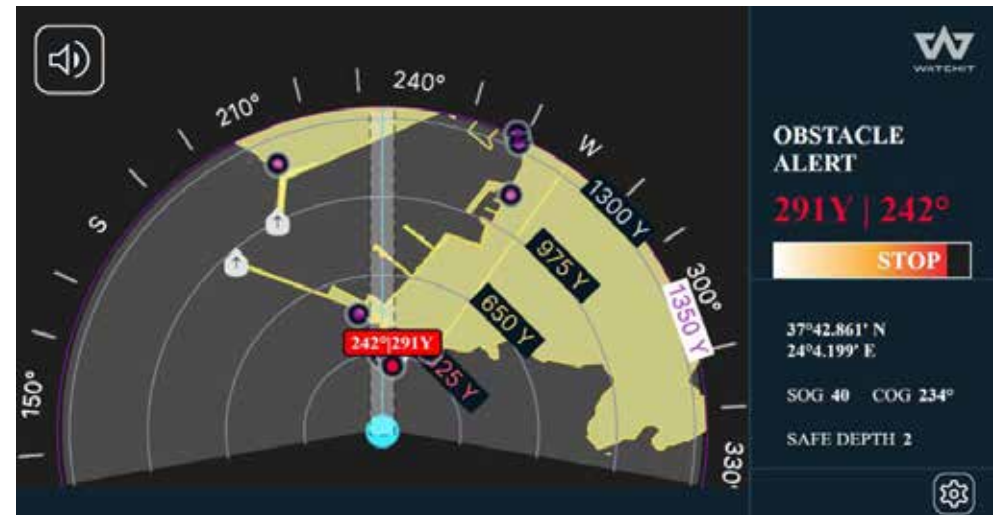 240°
210°
W
S
1300 Y
975 Y
300°
1350 Y
650 Y
242°|291Y
150°
330°
WATCHIT
OBSTACLE
ALERT
291Y | 242°
STOP
37°42.861' N
24°4.199' E
SOG 40 COG 234°
SAFE DEPTH 2